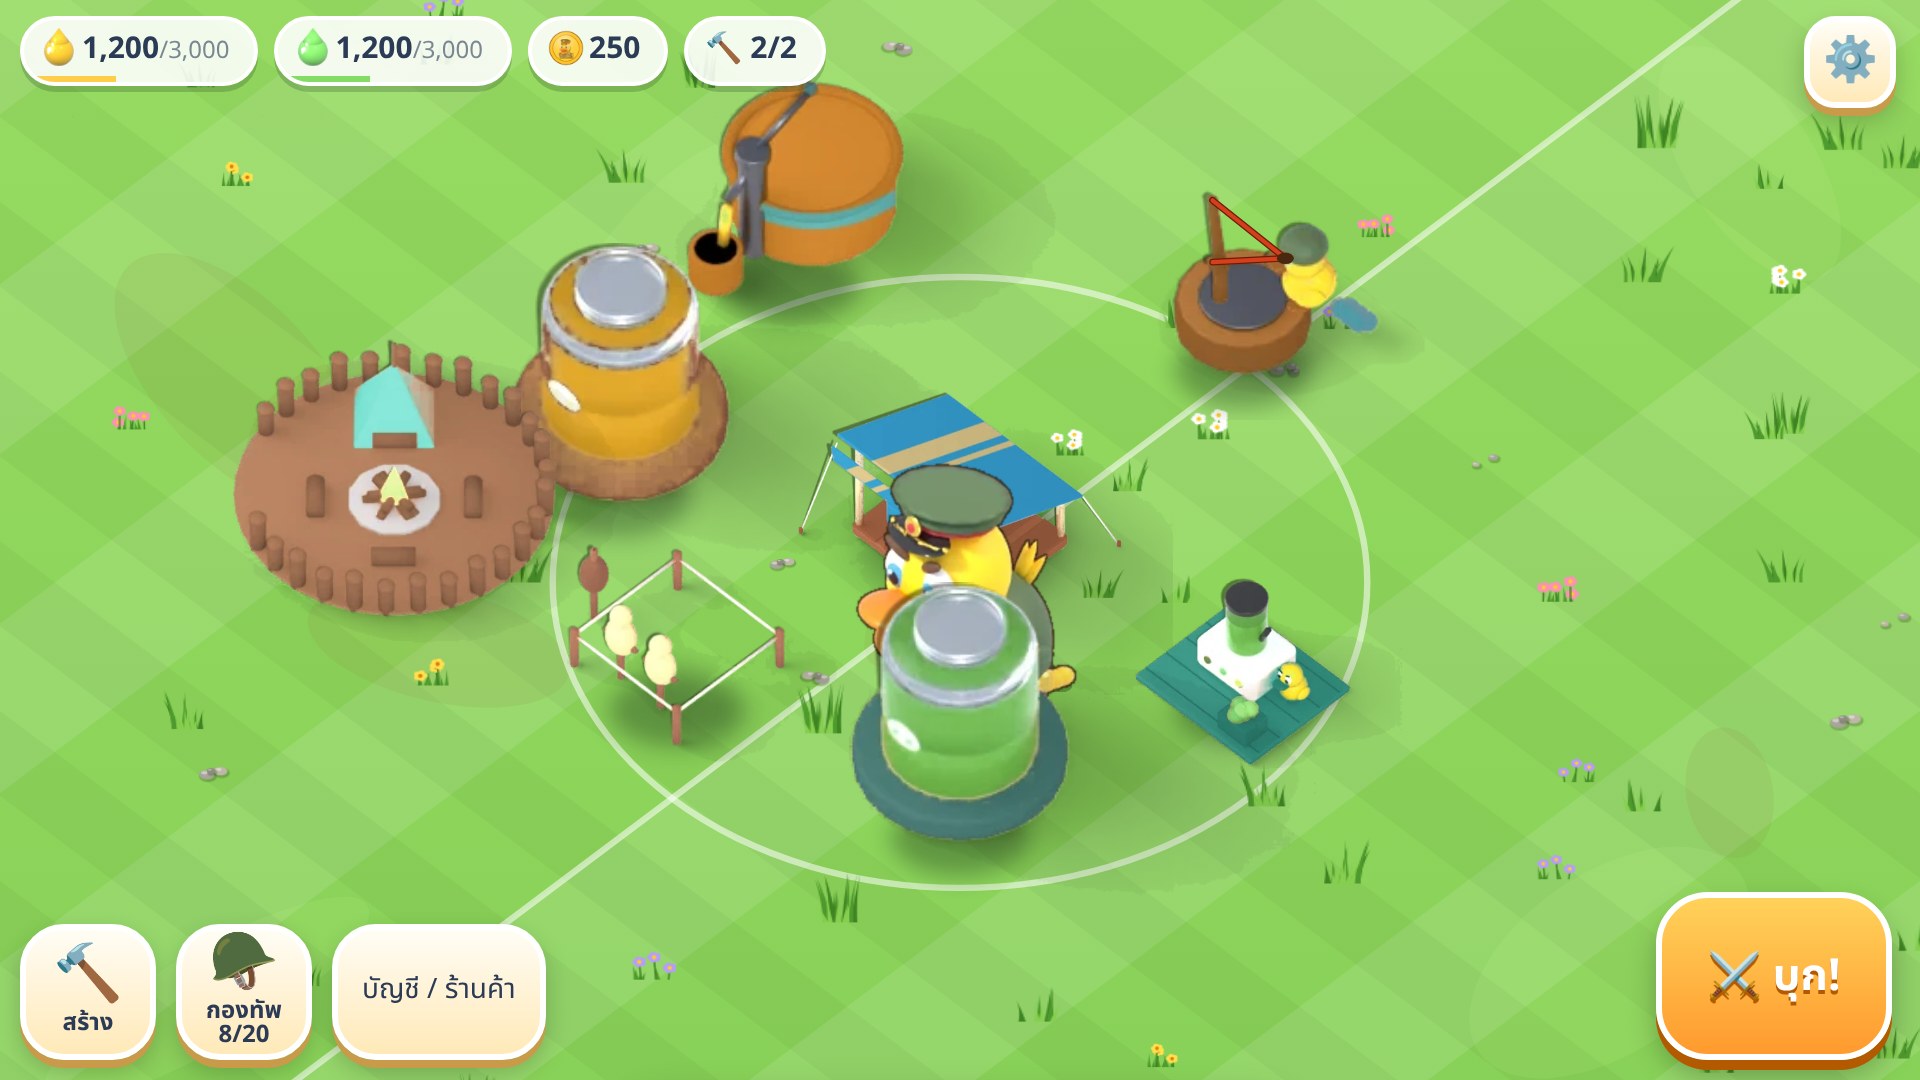 1,200/3,000
1,200/3,000
250
2/2
สร้าง
กองทัพ
8/20
บัญชี / ร้านค้า
บุก!